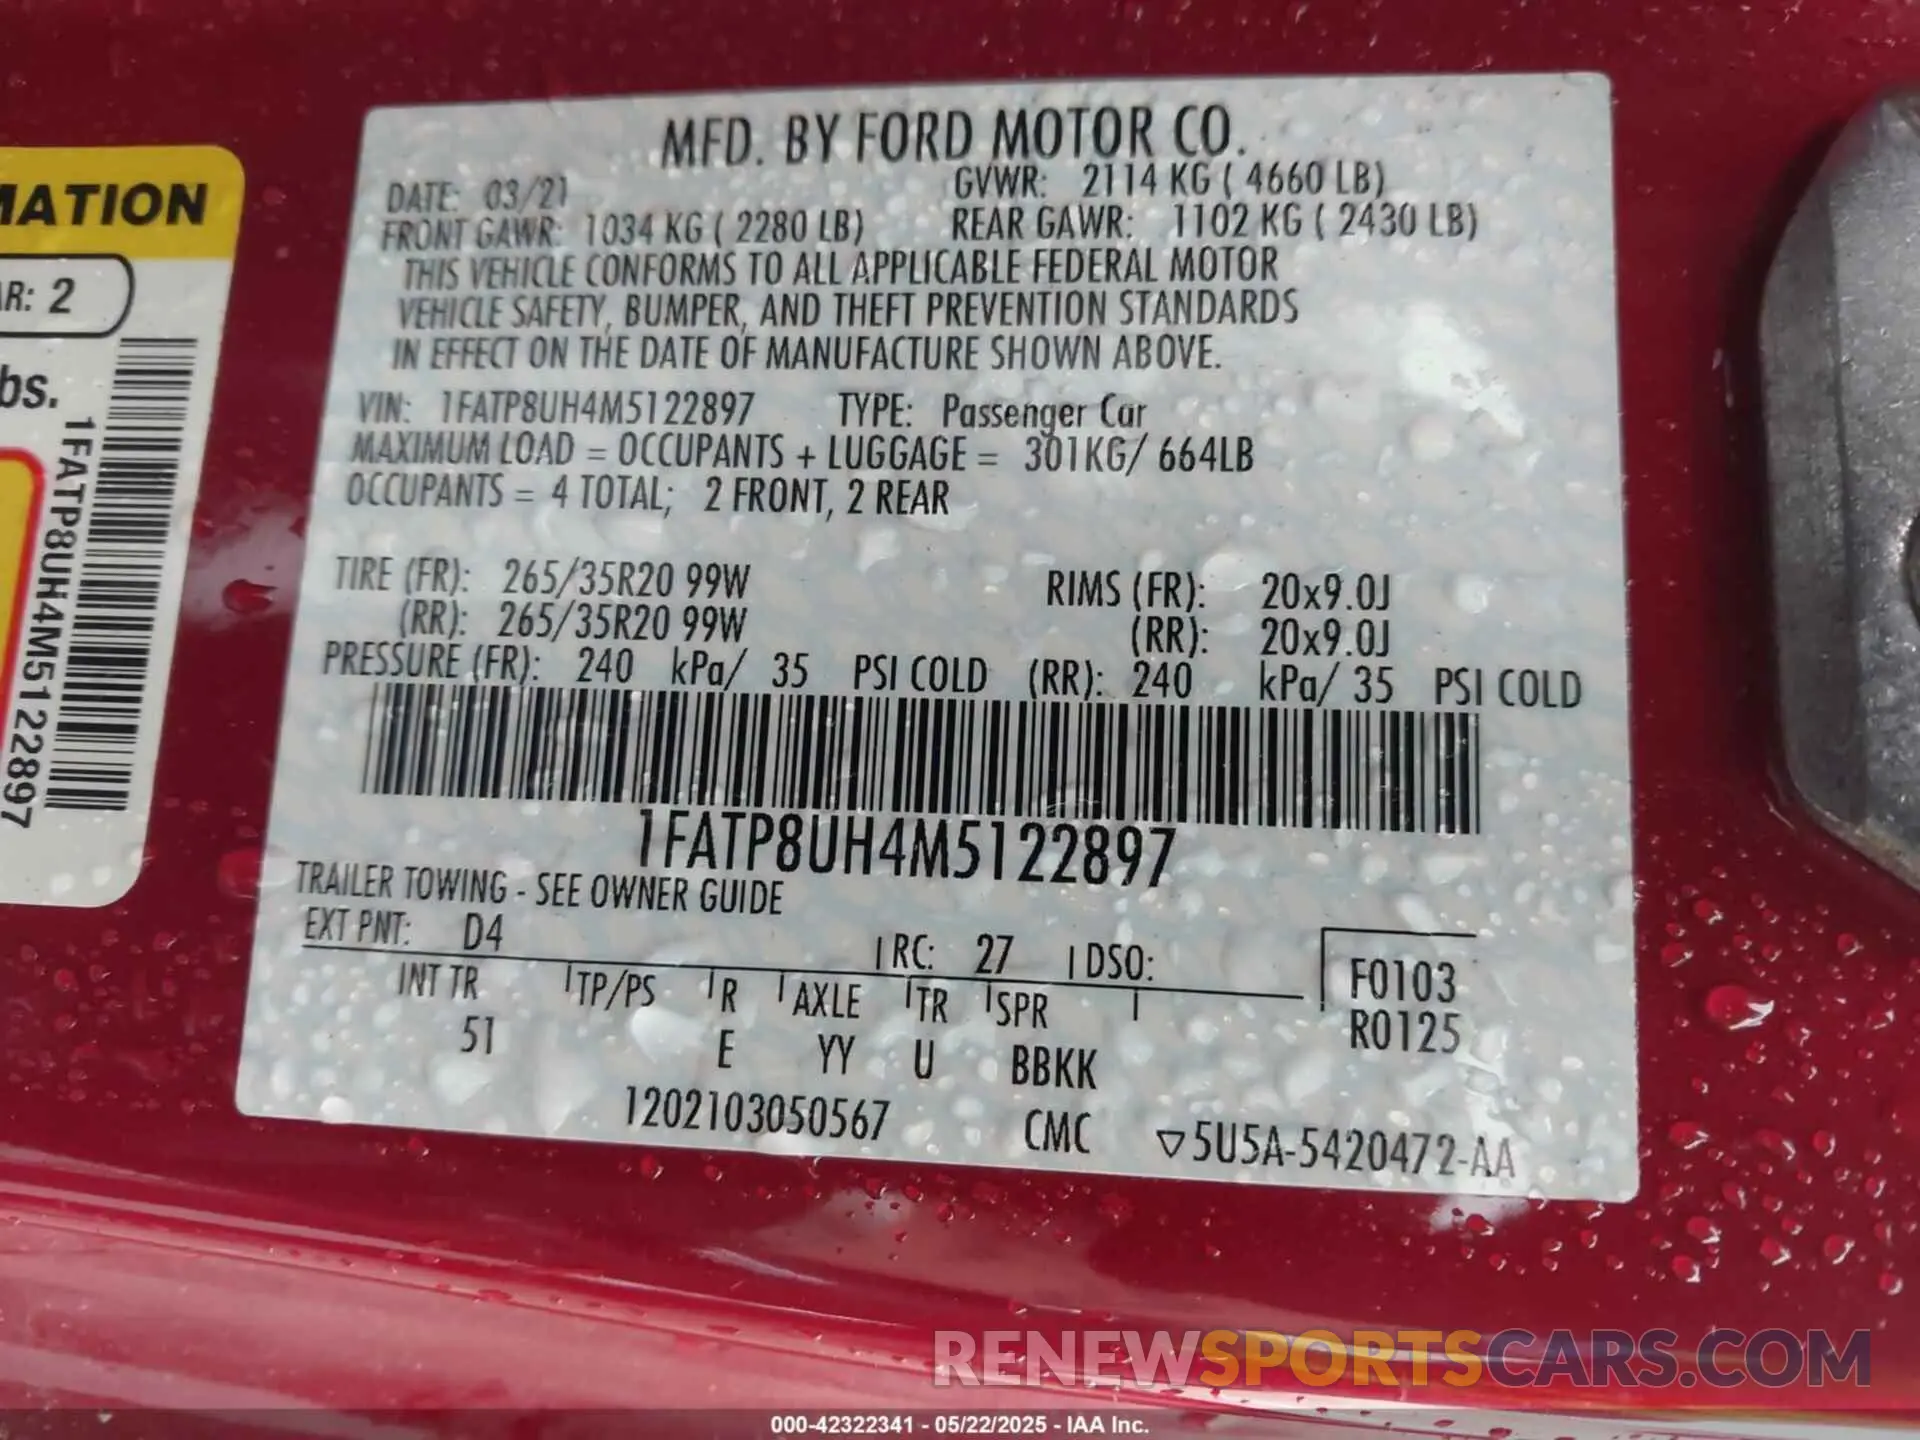 MFD. BY FORD MOTOR CO.
DATE: 03/21 GVWR: 2114 KG ( 4660 LB)
FRONT GAWR: 1034 KG ( 2280 LB) REAR GAWR: 1102 KG ( 2430 LB)
THIS VEHICLE CONFORMS TO ALL APPLICABLE FEDERAL MOTOR
VEHICLE SAFETY, BUMPER, AND THEFT PREVENTION STANDARDS
IN EFFECT ON THE DATE OF MANUFACTURE SHOWN ABOVE.
VIN: 1FATP8UH4M5122897 TYPE: Passenger Car
MAXIMUM LOAD = OCCUPANTS + LUGGAGE = 301KG/ 664LB
OCCUPANTS = 4 TOTAL; 2 FRONT, 2 REAR
TIRE (FR): 265/35R20 99W RIMS (FR): 20x9.0J
(RR): 265/35R20 99W (RR): 20x9.0J
PRESSURE (FR): 240 kPa/ 35 PSI COLD (RR): 240 kPa/ 35 PSI COLD
1FATP8UH4M5122897
TRAILER TOWING - SEE OWNER GUIDE
EXT PNT: D4 RC: 27 DSO: F0103
INT TR TP/PS R AXLE TR SPR R0125
51 E YY U BBKK
1202103050567 CMC ▽5U5A-5420472-AA
MATION
AR: 2
bs.
1FATP8UH4M5122897
RENEWSPORTSCARS.COM
000-42322341 - 05/22/2025 - IAA Inc.